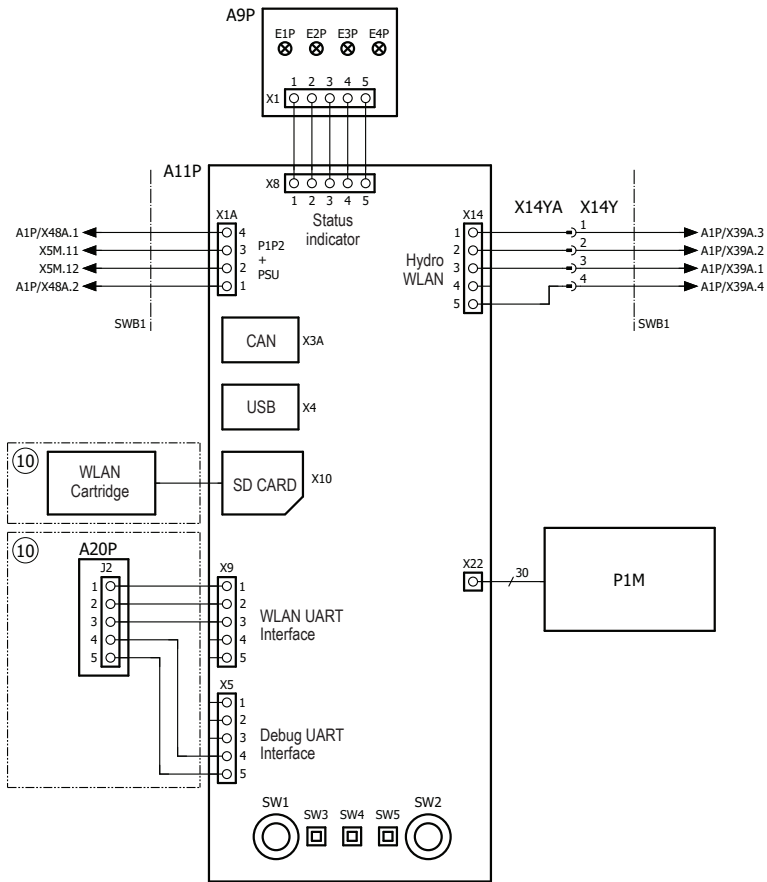 A9P
E1P E2P E3P E4P
1 2 3 4 5
X1
A11P
X8
1 2 3 4 5
Status
indicator
X1A
A1P/X48A.1 4
X5M.11 3
X5M.12 2
A1P/X48A.2 1
P1P2
+
PSU
SWB1
X14 X14YA X14Y
1 1 A1P/X39A.3
2 2 A1P/X39A.2
3 3 A1P/X39A.1
4 4 A1P/X39A.4
5
Hydro
WLAN
SWB1
CAN X3A
USB X4
10
WLAN
Cartridge
SD CARD X10
10
A20P
J2
1
2
3
4
5
X9
1
2
3
4
5
WLAN UART
Interface
X22
30
P1M
X5
1
2
3
4
5
Debug UART
Interface
SW1 SW3 SW4 SW5 SW2